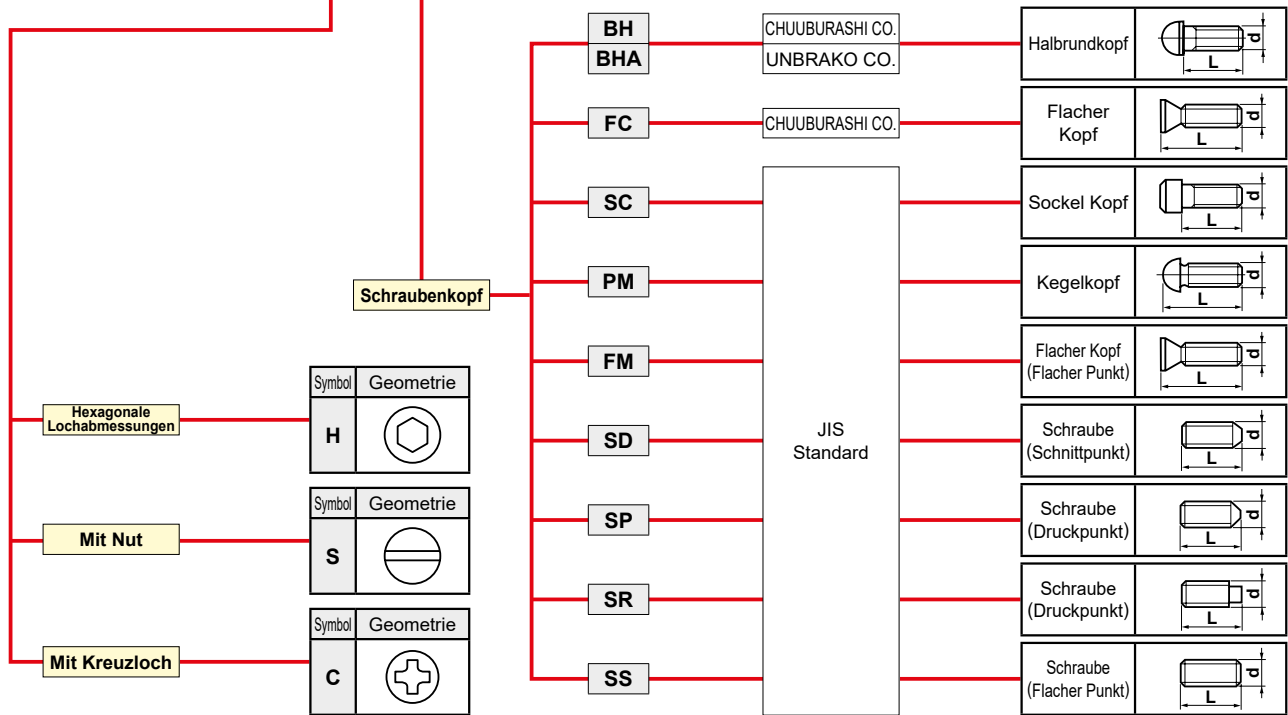 BH
CHUUBURASHI CO.
BHA
UNBRAKO CO.
Halbrundkopf
d
L
FC
CHUUBURASHI CO.
Flacher
Kopf
d
L
SC
Sockel Kopf
d
L
PM
Kegelkopf
d
L
Schraubenkopf
FM
Flacher Kopf
(Flacher Punkt)
d
L
JIS
Standard
SD
Schraube
(Schnittpunkt)
d
L
SP
Schraube
(Druckpunkt)
d
L
SR
Schraube
(Druckpunkt)
d
L
SS
Schraube
(Flacher Punkt)
d
L
Hexagonale
Lochabmessungen
Symbol Geometrie
H
Mit Nut
Symbol Geometrie
S
Mit Kreuzloch
Symbol Geometrie
C